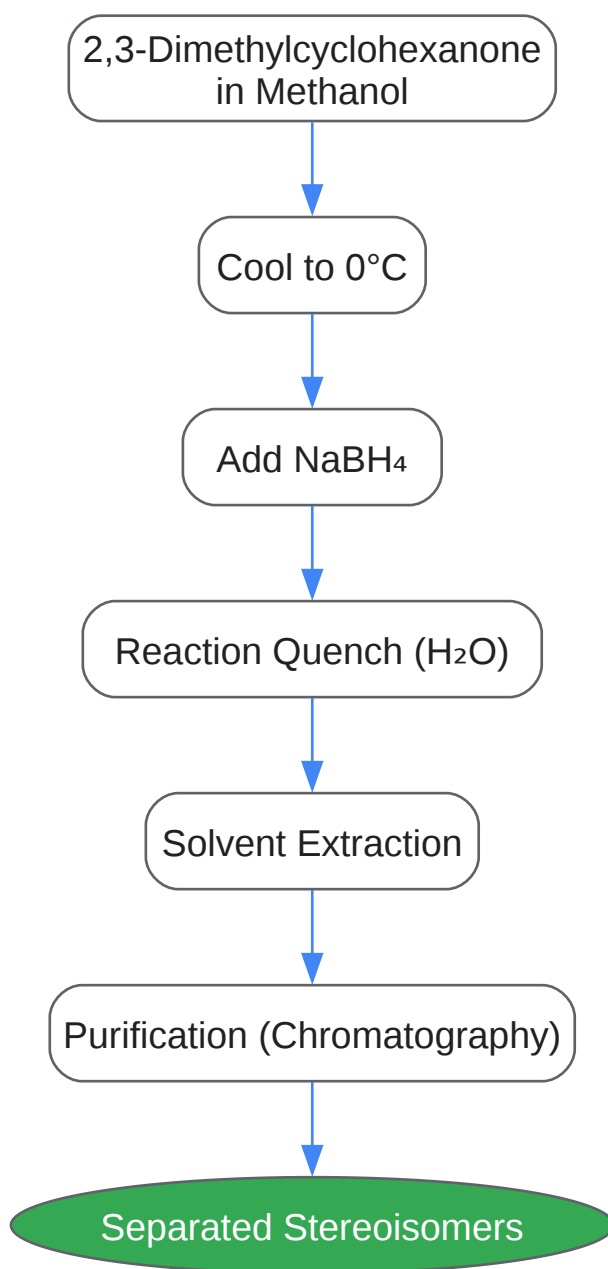 2,3-Dimethylcyclohexanone
in Methanol
Cool to 0°C
Add NaBH₄
Reaction Quench (H₂O)
Solvent Extraction
Purification (Chromatography)
Separated Stereoisomers